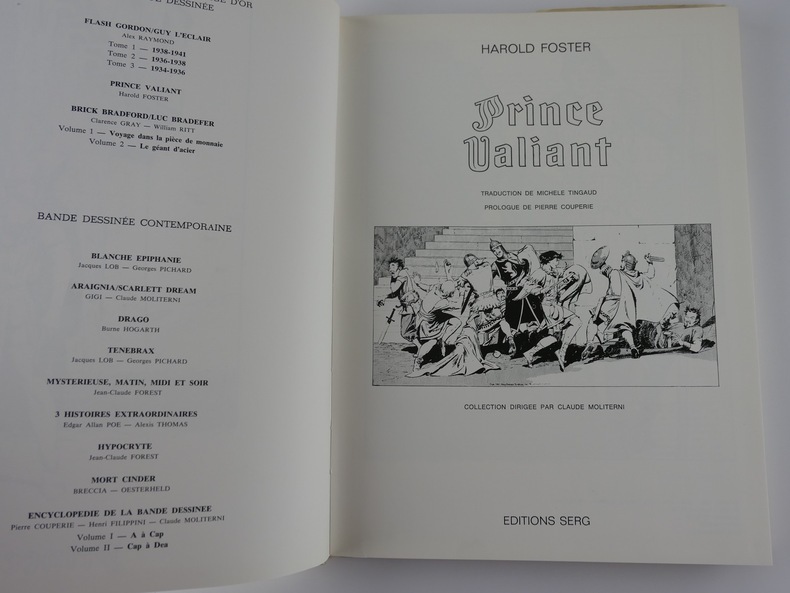 D'OR
DESSINÉE
FLASH GORDON/GUY L'ECLAIR
Alex RAYMOND
Tome 1 — 1938-1941
Tome 2 — 1936-1938
Tome 3 — 1934-1936
PRINCE VALIANT
Harold FOSTER
BRICK BRADFORD/LUC BRADEFER
Clarence GRAY — William RITT
Volume 1 — Voyage dans la pièce de monnaie
Volume 2 — Le géant d'acier
BANDE DESSINÉE CONTEMPORAINE
BLANCHE EPIPHANIE
Jacques LOB — Georges PICHARD
ARAIGNIA/SCARLETT DREAM
GIGI — Claude MOLITERNI
DRAGO
Burne HOGARTH
TENEBRAX
Jacques LOB — Georges PICHARD
MYSTERIEUSE, MATIN, MIDI ET SOIR
Jean-Claude FOREST
3 HISTOIRES EXTRAORDINAIRES
Edgar Allan POE — Alexis THOMAS
HYPOCRYTE
Jean-Claude FOREST
MORT CINDER
BRECCIA — OESTERHELD
ENCYCLOPEDIE DE LA BANDE DESSINEE
Pierre COUPERIE — Henri FILIPPINI — Claude MOLITERNI
Volume I — A à Cap
Volume II — Cap à Dea
HAROLD FOSTER
Prince
Valiant
TRADUCTION DE MICHELE TINGAUD
PROLOGUE DE PIERRE COUPERIE
COLLECTION DIRIGEE PAR CLAUDE MOLITERNI
EDITIONS SERG